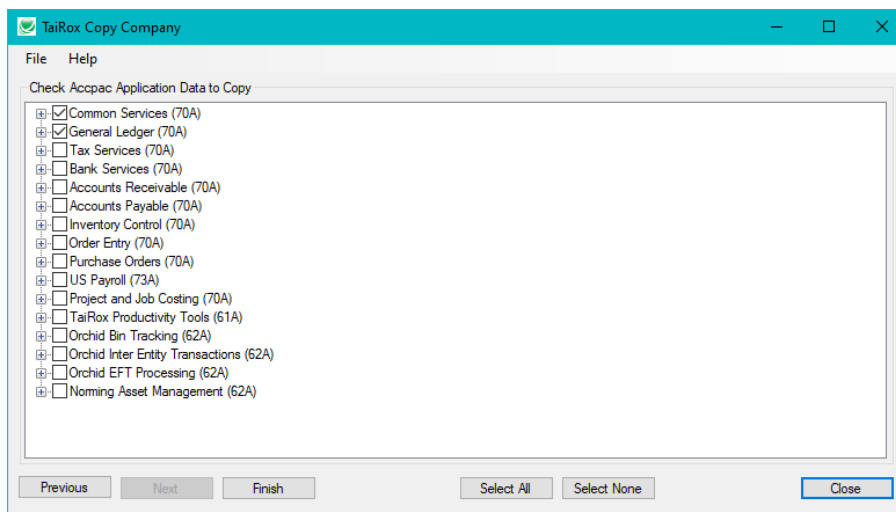 TaiRox Copy Company
File Help
Check Accpac Application Data to Copy
Common Services (70A)
General Ledger (70A)
Tax Services (70A)
Bank Services (70A)
Accounts Receivable (70A)
Accounts Payable (70A)
Inventory Control (70A)
Order Entry (70A)
Purchase Orders (70A)
US Payroll (73A)
Project and Job Costing (70A)
TaiRox Productivity Tools (61A)
Orchid Bin Tracking (62A)
Orchid Inter Entity Transactions (62A)
Orchid EFT Processing (62A)
Norming Asset Management (62A)
Previous Next Finish Select All Select None Close